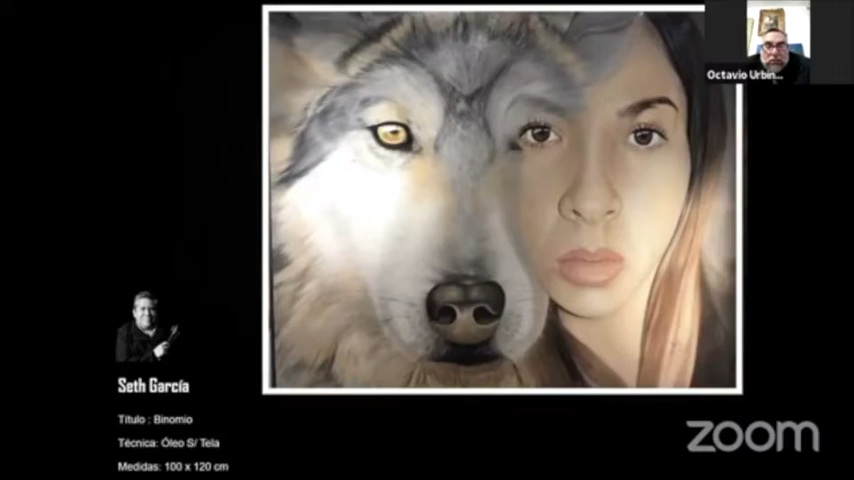 Octavio Urbin...
Seth García
Título : Binomio
Técnica: Óleo S/ Tela
Medidas: 100 x 120 cm
zoom